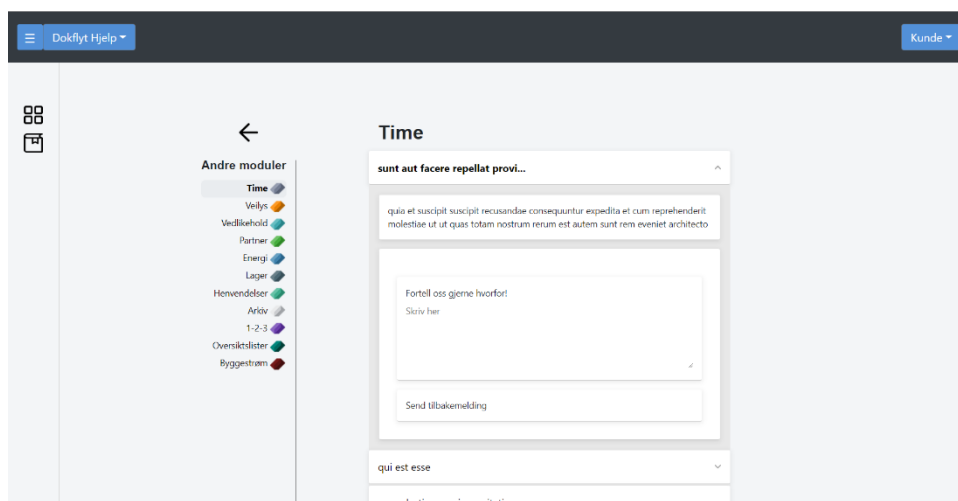 Dokflyt Hjelp
Kunde
Time
Andre moduler
Time
Veilys
Vedlikehold
Partner
Energi
Lager
Henvendelser
Arkiv
1-2-3
Oversiktslister
Byggestrøm
sunt aut facere repellat provi...
quia et suscipit suscipit recusandae consequuntur expedita et cum reprehenderit
molestiae ut ut quas totam nostrum rerum est autem sunt rem eveniet architecto
Fortell oss gjerne hvorfor!
Skriv her
Send tilbakemelding
qui est esse